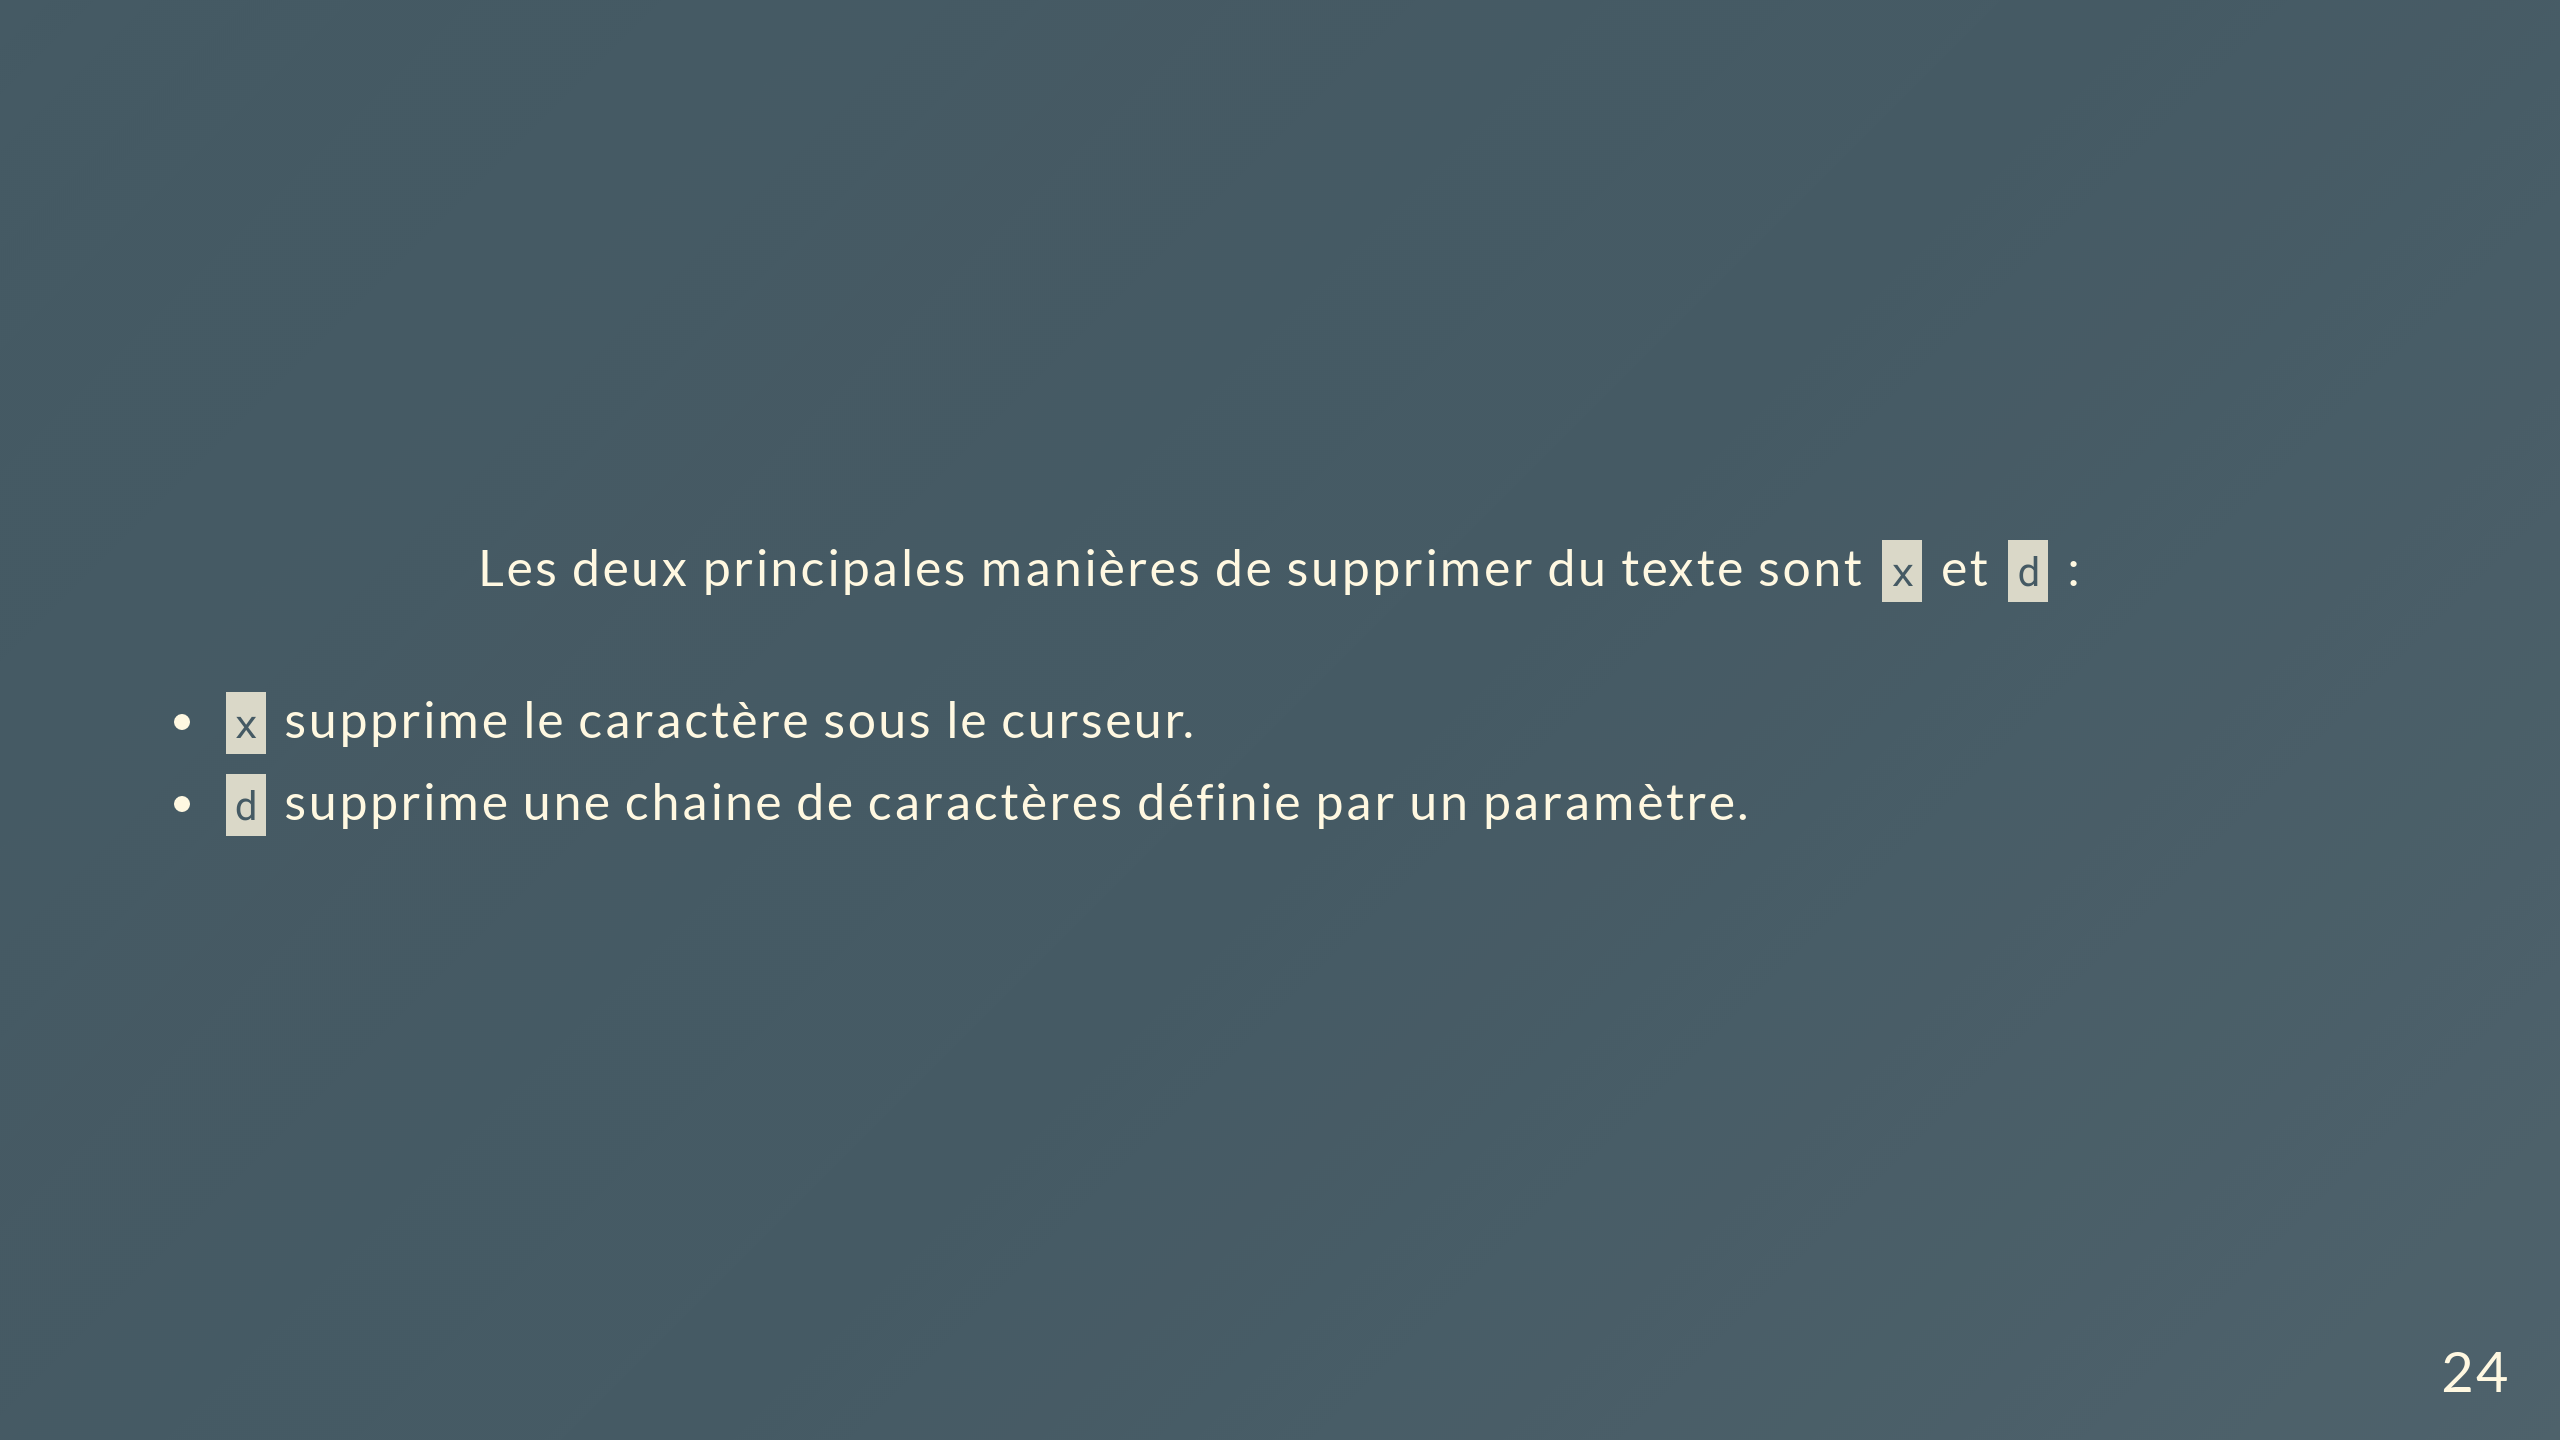 Les deux principales manières de supprimer du texte sont x et d :
• x supprime le caractère sous le curseur.
• d supprime une chaine de caractères définie par un paramètre.
24